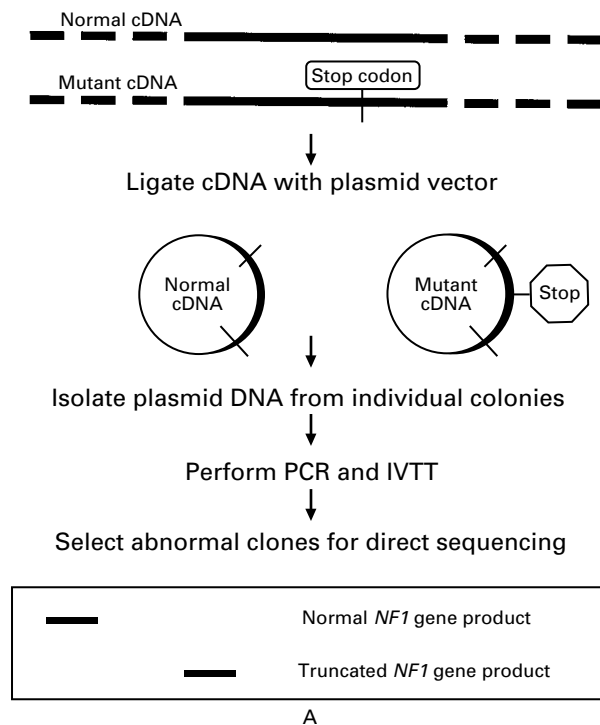 Normal cDNA
Stop codon
Mutant cDNA
Ligate cDNA with plasmid vector
Normal
cDNA
Mutant
cDNA
Stop
Isolate plasmid DNA from individual colonies
Perform PCR and IVTT
Select abnormal clones for direct sequencing
Normal NF1 gene product
Truncated NF1 gene product
A